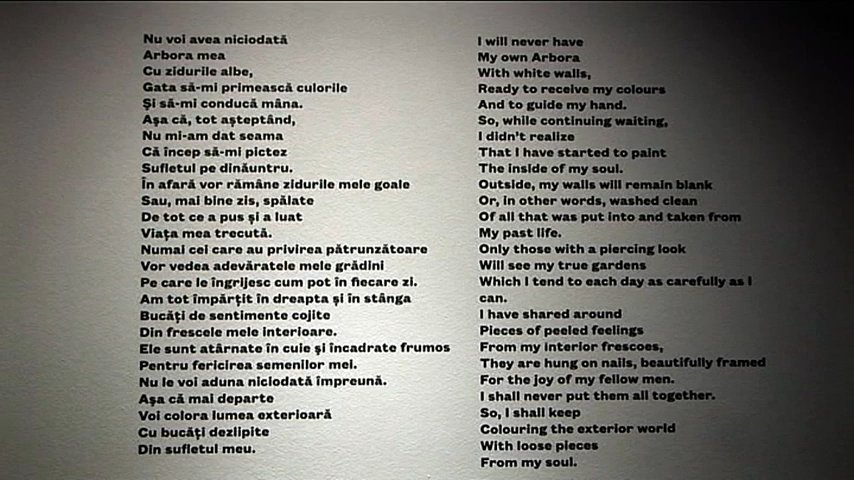 Nu voi avea niciodată
Arbora mea
Cu zidurile albe,
Gata să-mi primească culorile
Și să-mi conducă mâna.
Așa că, tot așteptând,
Nu mi-am dat seama
Că încep să-mi pictez
Sufletul pe dinăuntru.
În afară vor rămâne zidurile mele goale
Sau, mai bine zis, spălate
De tot ce a pus și a luat
Viața mea trecută.
Numai cei care au privirea pătrunzătoare
Vor vedea adevăratele mele grădini
Pe care le îngrijesc cum pot în fiecare zi.
Am tot împărțit în dreapta și în stânga
Bucăți de sentimente cojite
Din frescele mele interioare.
Ele sunt atârnate în cuie și încadrate frumos
Pentru fericirea semenilor mei.
Nu le voi aduna niciodată împreună.
Așa că mai departe
Voi colora lumea exterioară
Cu bucăți dezlipite
Din sufletul meu.
I will never have
My own Arbora
With white walls,
Ready to receive my colours
And to guide my hand.
So, while continuing waiting,
I didn't realize
That I have started to paint
The inside of my soul.
Outside, my walls will remain blank
Or, in other words, washed clean
Of all that was put into and taken from
My past life.
Only those with a piercing look
Will see my true gardens
Which I tend to each day as carefully as I
can.
I have shared around
Pieces of peeled feelings
From my interior frescoes,
They are hung on nails, beautifully framed
For the joy of my fellow men.
I shall never put them all together.
So, I shall keep
Colouring the exterior world
With loose pieces
From my soul.